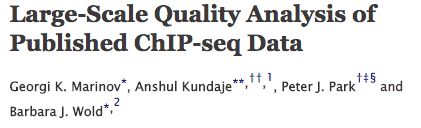 Large-Scale Quality Analysis of
Published ChIP-seq Data
Georgi K. Marinov*, Anshul Kundaje**,††,1, Peter J. Park†‡§ and
Barbara J. Wold*,2